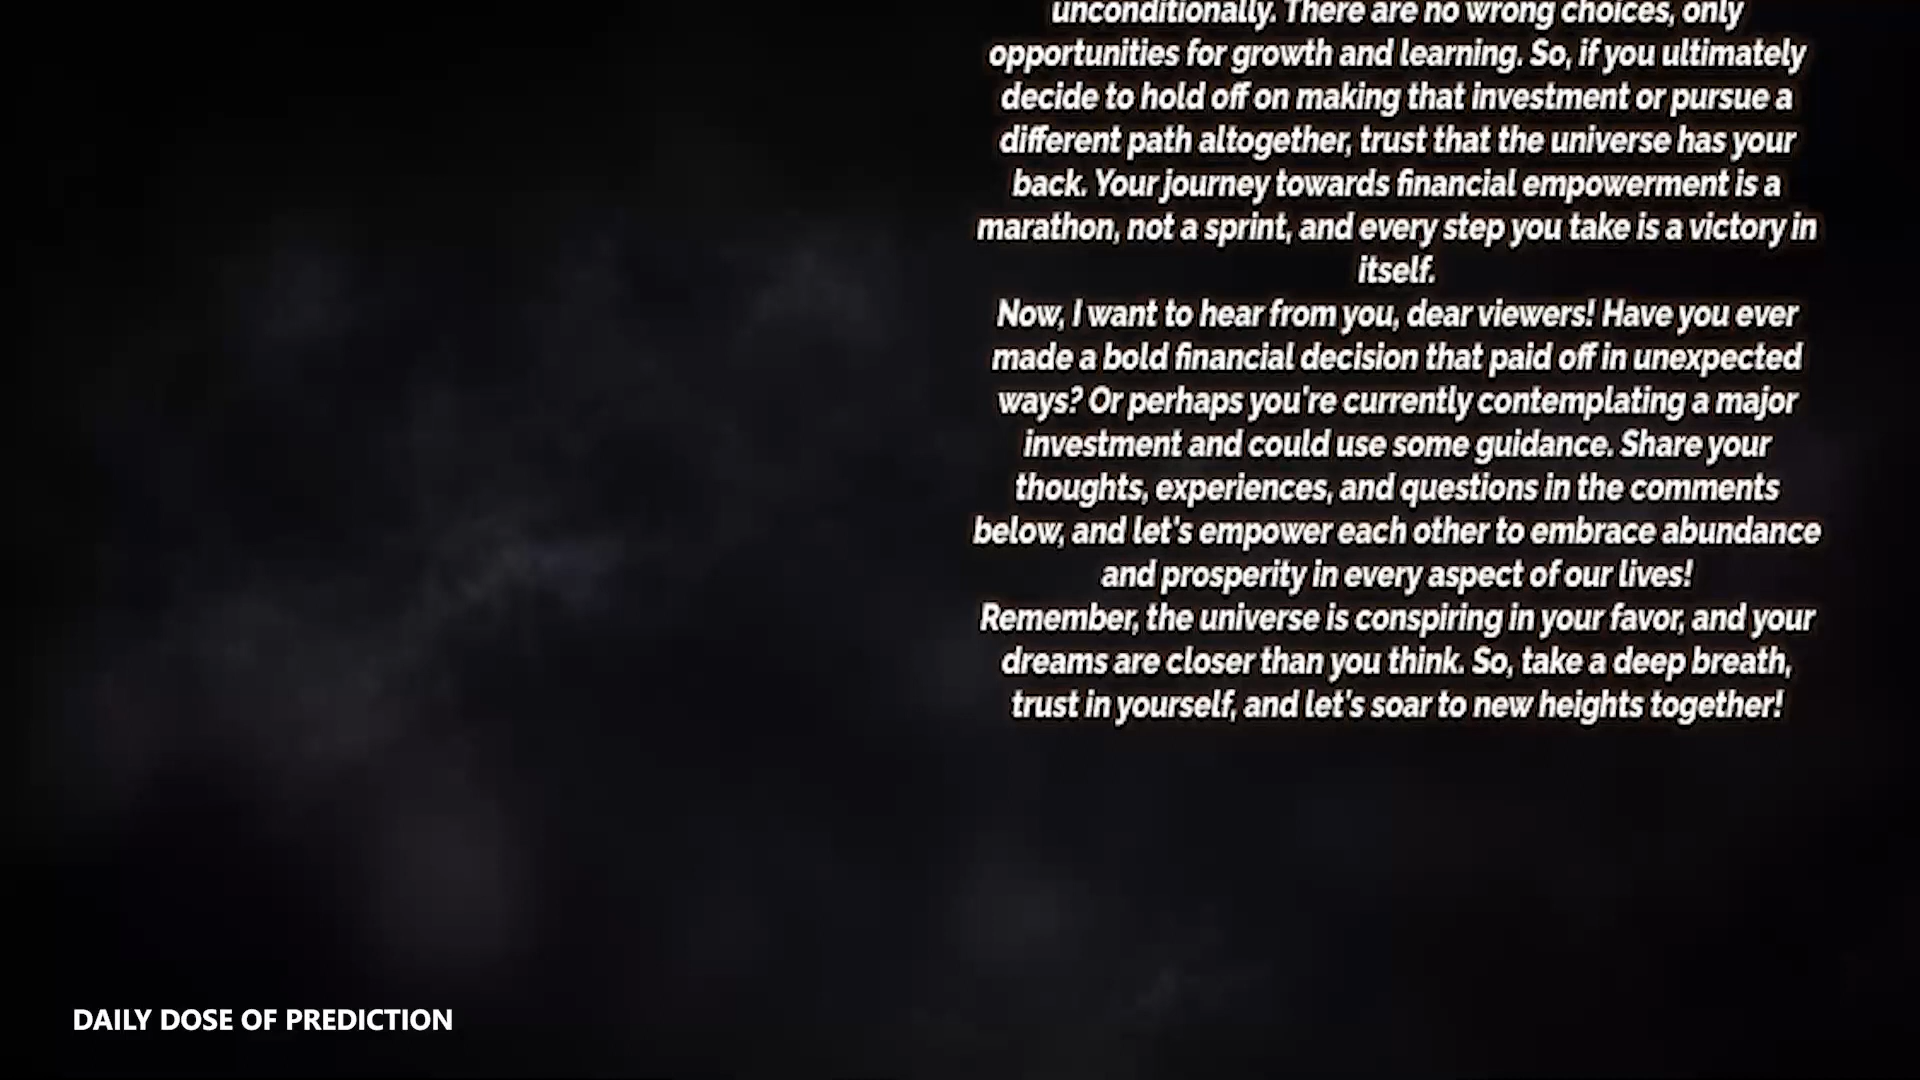 unconditionally. There are no wrong choices, only
opportunities for growth and learning. So, if you ultimately
decide to hold off on making that investment or pursue a
different path altogether, trust that the universe has your
back. Your journey towards financial empowerment is a
marathon, not a sprint, and every step you take is a victory in
itself.
Now, I want to hear from you, dear viewers! Have you ever
made a bold financial decision that paid off in unexpected
ways? Or perhaps you're currently contemplating a major
investment and could use some guidance. Share your
thoughts, experiences, and questions in the comments
below, and let's empower each other to embrace abundance
and prosperity in every aspect of our lives!
Remember, the universe is conspiring in your favor, and your
dreams are closer than you think. So, take a deep breath,
trust in yourself, and let's soar to new heights together!
DAILY DOSE OF PREDICTION